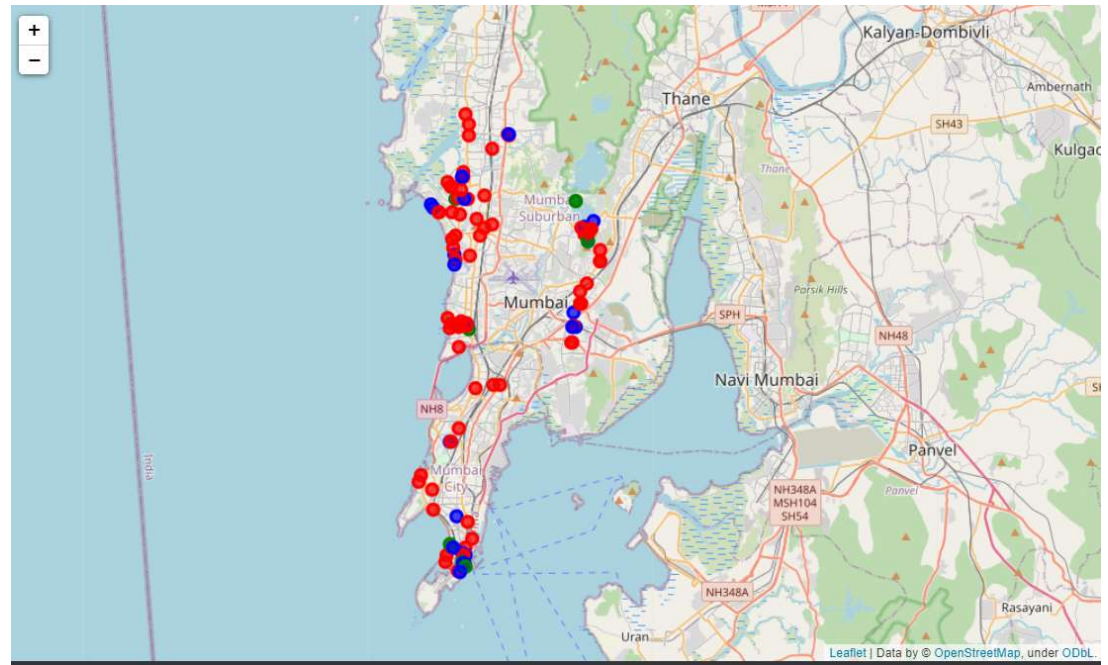 +
−
Kalyan-Dombivli
Ambernath
Thane
SH43
Kulgao
Thane
Mumbai
Suburban
Parsik Hills
Mumbai
SPH
NH48
Navi Mumbai
NH8
Panvel
India
Mumbai
City
NH348A
MSH104
SH54
Panvel
NH348A
Rasayani
Uran
Leaflet | Data by © OpenStreetMap, under ODbL.